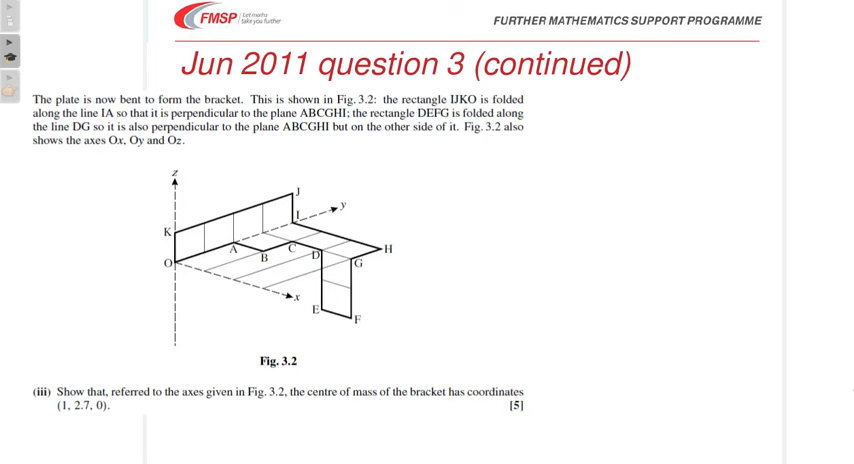 FMSP Let maths take you further
FURTHER MATHEMATICS SUPPORT PROGRAMME
Jun 2011 question 3 (continued)
The plate is now bent to form the bracket. This is shown in Fig. 3.2: the rectangle IJKO is folded
along the line IA so that it is perpendicular to the plane ABCGHI; the rectangle DEFG is folded along
the line DG so it is also perpendicular to the plane ABCGHI but on the other side of it. Fig. 3.2 also
shows the axes Ox, Oy and Oz.
z
J
y
I
K
A
C
H
B
D
G
O
x
E
F
Fig. 3.2
(iii) Show that, referred to the axes given in Fig. 3.2, the centre of mass of the bracket has coordinates
(1, 2.7, 0). [5]